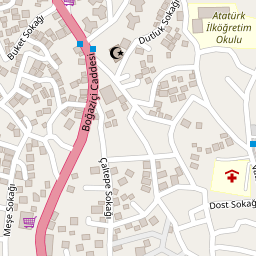 Atatürk
İlköğretim
Okulu
Dutluk Sokağı
Buket Sokağı
Boğaziçi Caddesi
Çaltepe Sokağı
Meşe Sokağı
Dost Sokağı